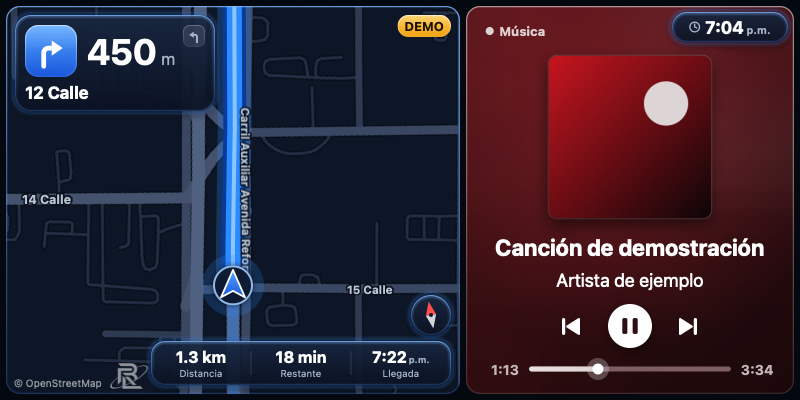 450 m
12 Calle
DEMO
Carril Auxiliar Avenida Refor
14 Calle
15 Calle
1.3 km
Distancia
18 min
Restante
7:22 p.m.
Llegada
© OpenStreetMap
Música
7:04 p.m.
Canción de demostración
Artista de ejemplo
1:13
3:34